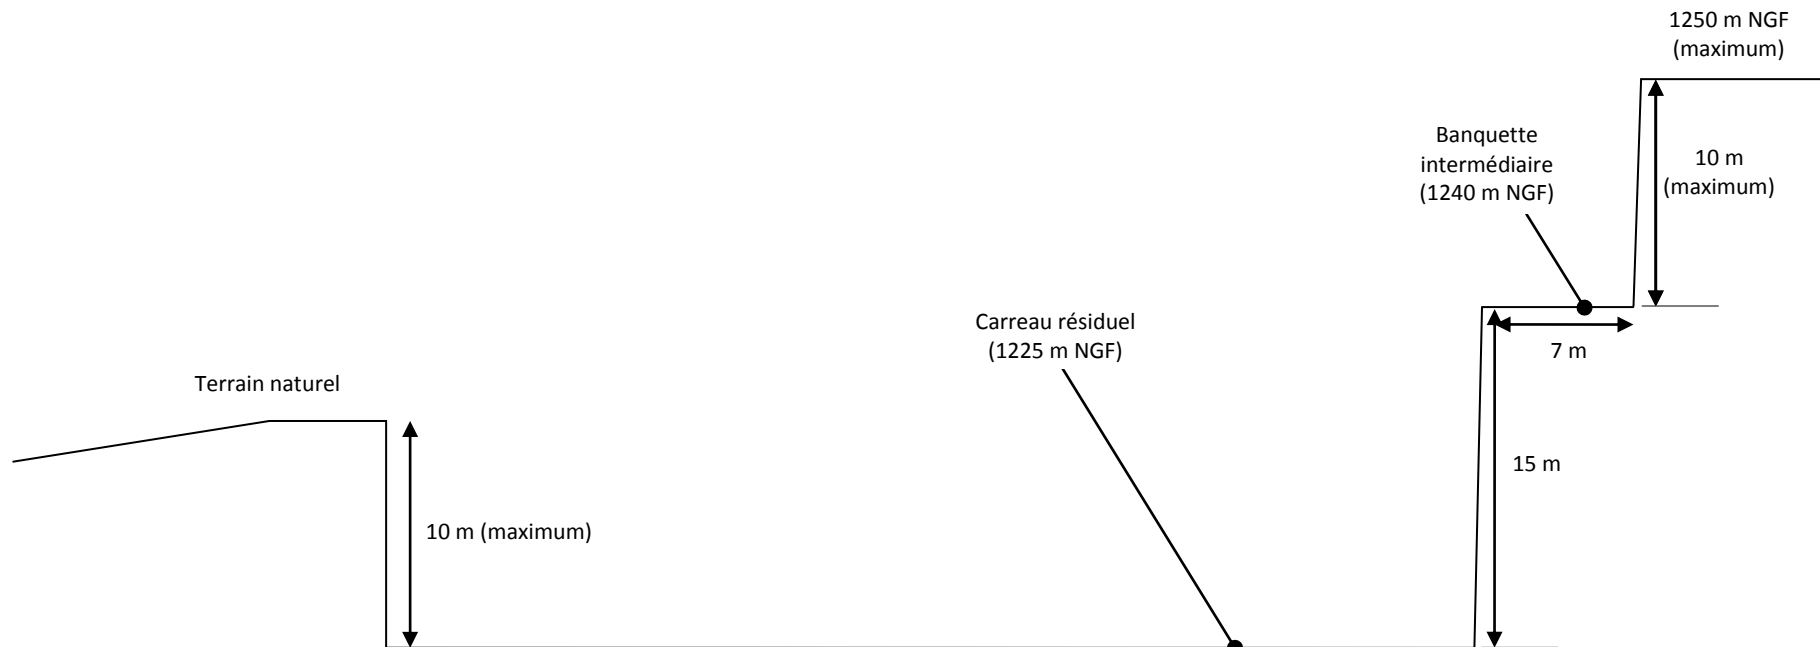 1250 m NGF
(maximum)
Banquette
intermédiaire
(1240 m NGF)
10 m
(maximum)
Carreau résiduel
(1225 m NGF)
7 m
Terrain naturel
15 m
10 m (maximum)